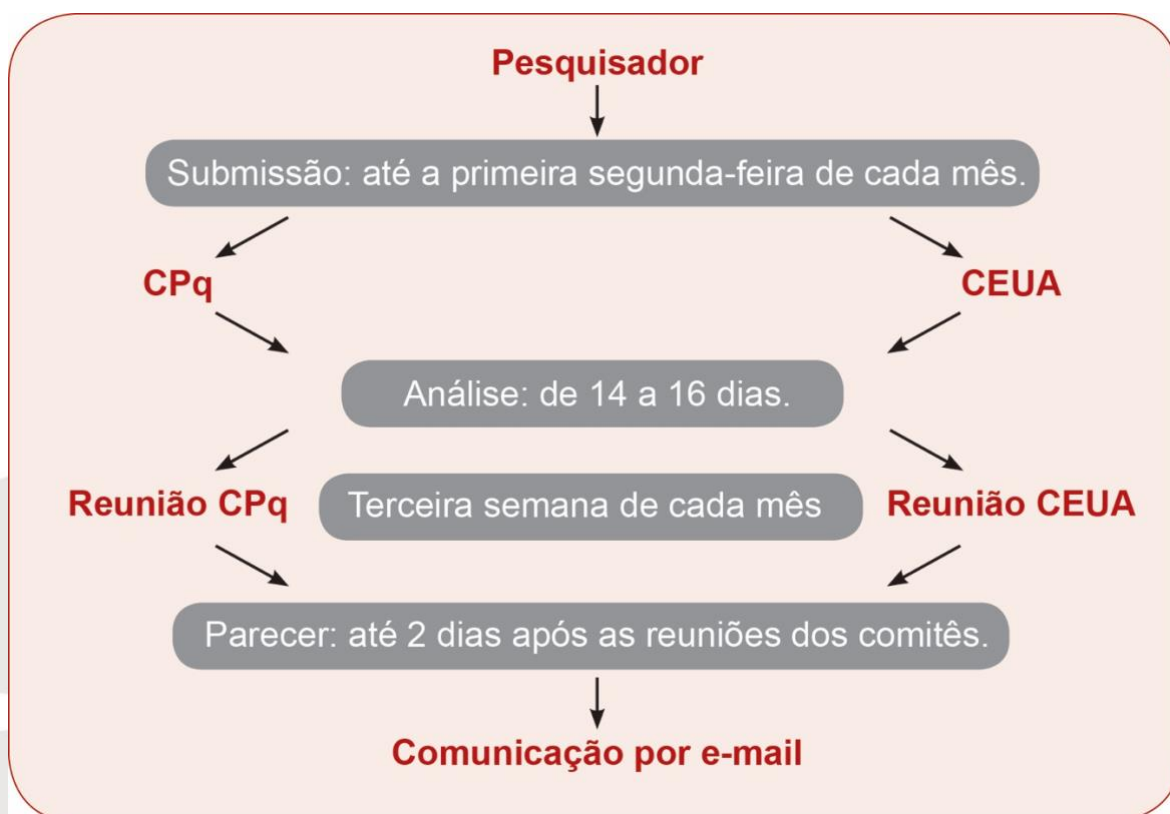 Pesquisador
Submissão: até a primeira segunda-feira de cada mês.
CPq
CEUA
Análise: de 14 a 16 dias.
Reunião CPq
Terceira semana de cada mês
Reunião CEUA
Parecer: até 2 dias após as reuniões dos comitês.
Comunicação por e-mail